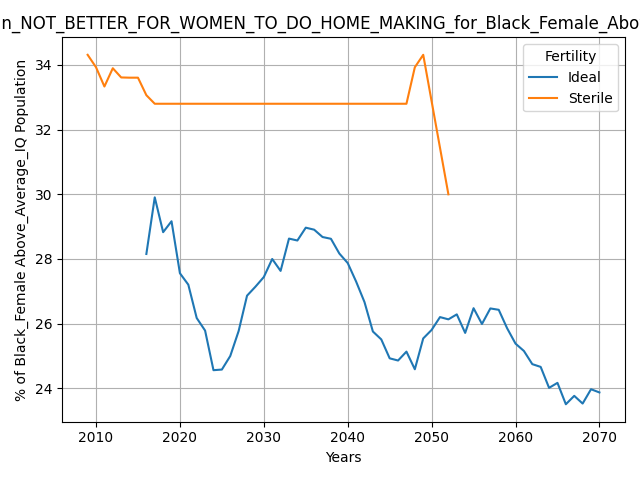 n_NOT_BETTER_FOR_WOMEN_TO_DO_HOME_MAKING_for_Black_Female_Abo
% of Black_Female Above_Average_IQ Population
34
32
30
28
26
24
Fertility
Ideal
Sterile
2010 2020 2030 2040 2050 2060 2070
Years